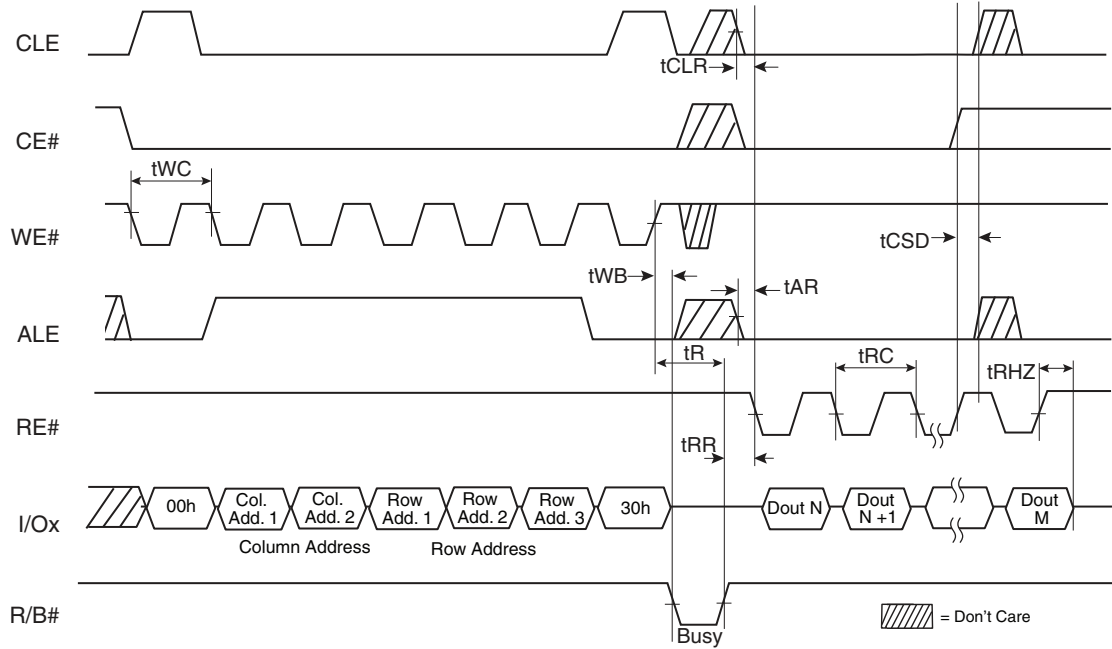 CLE
tCLR
CE#
tWC
WE#
tCSD
tWB
tAR
ALE
tR
tRC
tRHZ
RE#
tRR
I/Ox
00h
Col. Add. 1
Col. Add. 2
Row Add. 1
Row Add. 2
Row Add. 3
30h
Dout N
Dout N +1
Dout M
Column Address
Row Address
R/B#
Busy
= Don't Care